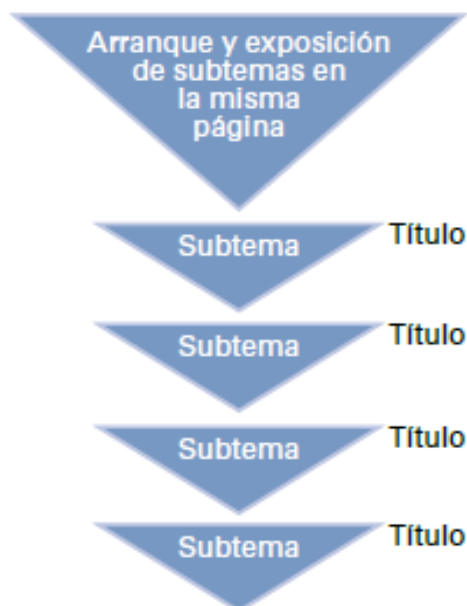 Arranque y exposición
de subtemas en
la misma
página
Subtema
Título
Subtema
Título
Subtema
Título
Subtema
Título